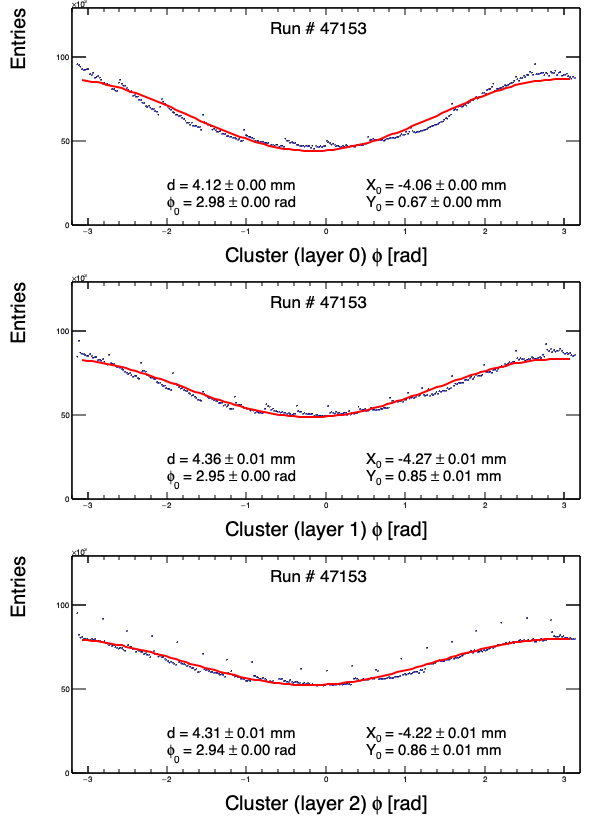 ×10²
Entries
100
50
0
Run # 47153
d = 4.12 ± 0.00 mm X₀ = -4.06 ± 0.00 mm
ϕ₀ = 2.98 ± 0.00 rad Y₀ = 0.67 ± 0.00 mm
−3 −2 −1 0 1 2 3
Cluster (layer 0) ϕ [rad]
×10²
Entries
100
50
0
Run # 47153
d = 4.36 ± 0.01 mm X₀ = -4.27 ± 0.01 mm
ϕ₀ = 2.95 ± 0.00 rad Y₀ = 0.85 ± 0.01 mm
−3 −2 −1 0 1 2 3
Cluster (layer 1) ϕ [rad]
×10²
Entries
100
50
0
Run # 47153
d = 4.31 ± 0.01 mm X₀ = -4.22 ± 0.01 mm
ϕ₀ = 2.94 ± 0.00 rad Y₀ = 0.86 ± 0.01 mm
−3 −2 −1 0 1 2 3
Cluster (layer 2) ϕ [rad]